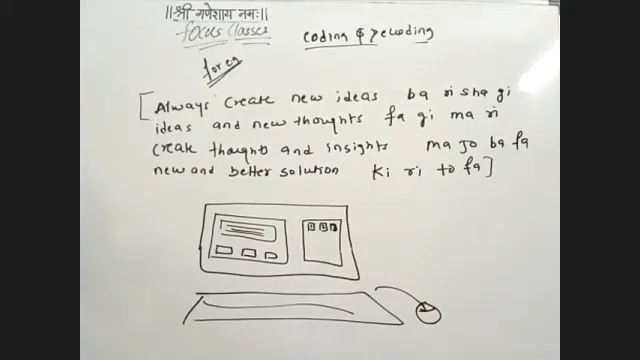 ||श्री गणेशाय नमः||
focus classes
coding & Decoding
for eg
[Always create new ideas ba ri sha gi
ideas and new thoughts fa gi ma ri
create thoughts and insights ma jo ba fa
new and better solution ki ri to fa]